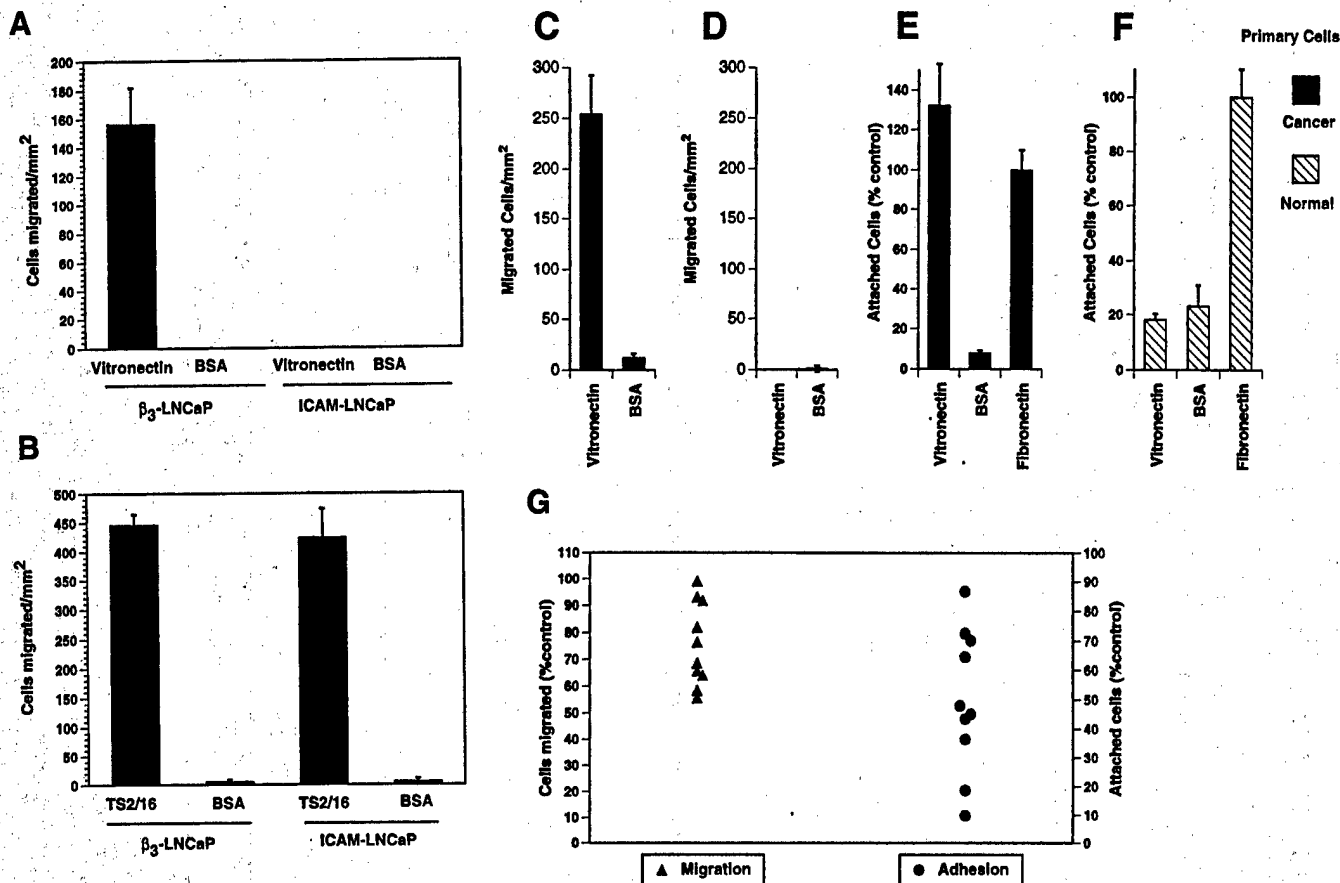 A
Cells migrated/mm²
200
180
160
140
120
100
80
60
40
20
0
Vitronectin BSA Vitronectin BSA
β₃-LNCaP ICAM-LNCaP
B
Cells migrated/mm²
500
450
400
350
300
250
200
150
100
50
0
TS2/16 BSA TS2/16 BSA
β₃-LNCaP ICAM-LNCaP
C
Migrated Cells/mm²
300
250
200
150
100
50
0
Vitronectin
BSA
D
Migrated Cells/mm²
300
250
200
150
100
50
0
Vitronectin
BSA
E
Attached Cells (% control)
140
120
100
80
60
40
20
0
Vitronectin
BSA
Fibronectin
F
Attached Cells (% control)
100
80
60
40
20
0
Vitronectin
BSA
Fibronectin
Primary Cells
Cancer
Normal
G
Cells migrated (%control)
110
100
90
80
70
60
50
40
30
20
10
0
Attached cells (%control)
100
90
80
70
60
50
40
30
20
10
0
Migration
Adhesion